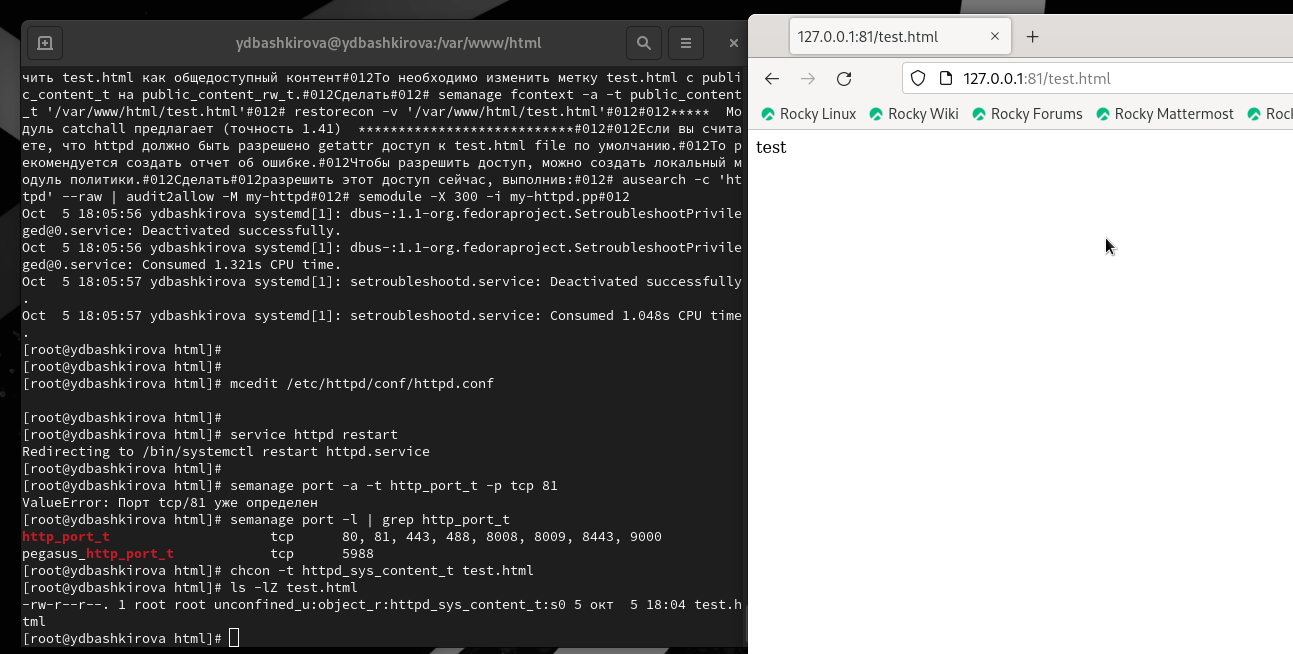 ydbashkirova@ydbashkirova:/var/www/html
чить test.html как общедоступный контент#012То необходимо изменить метку test.html с publi
c_content_t на public_content_rw_t.#012Сделать#012# semanage fcontext -a -t public_content
_t '/var/www/html/test.html'#012# restorecon -v '/var/www/html/test.html'#012#012*****  Мо
дуль catchall предлагает (точность 1.41)  ***************************#012#012Если вы счита
ете, что httpd должно быть разрешено getattr доступ к test.html file по умолчанию.#012То р
екомендуется создать отчет об ошибке.#012Чтобы разрешить доступ, можно создать локальный м
одуль политики.#012Сделать#012разрешить этот доступ сейчас, выполнив:#012# ausearch -c 'ht
tpd' --raw | audit2allow -M my-httpd#012# semodule -X 300 -i my-httpd.pp#012
Oct  5 18:05:56 ydbashkirova systemd[1]: dbus-:1.1-org.fedoraproject.SetroubleshootPrivile
ged@0.service: Deactivated successfully.
Oct  5 18:05:56 ydbashkirova systemd[1]: dbus-:1.1-org.fedoraproject.SetroubleshootPrivile
ged@0.service: Consumed 1.321s CPU time.
Oct  5 18:05:57 ydbashkirova systemd[1]: setroubleshootd.service: Deactivated successfully
.
Oct  5 18:05:57 ydbashkirova systemd[1]: setroubleshootd.service: Consumed 1.048s CPU time
.
[root@ydbashkirova html]#
[root@ydbashkirova html]#
[root@ydbashkirova html]# mcedit /etc/httpd/conf/httpd.conf
[root@ydbashkirova html]#
[root@ydbashkirova html]# service httpd restart
Redirecting to /bin/systemctl restart httpd.service
[root@ydbashkirova html]#
[root@ydbashkirova html]# semanage port -a -t http_port_t -p tcp 81
ValueError: Порт tcp/81 уже определен
[root@ydbashkirova html]# semanage port -l | grep http_port_t
http_port_t                    tcp      80, 81, 443, 488, 8008, 8009, 8443, 9000
pegasus_http_port_t            tcp      5988
[root@ydbashkirova html]# chcon -t httpd_sys_content_t test.html
[root@ydbashkirova html]# ls -lZ test.html
-rw-r--r--. 1 root root unconfined_u:object_r:httpd_sys_content_t:s0 5 окт  5 18:04 test.h
tml
[root@ydbashkirova html]#
127.0.0.1:81/test.html
127.0.0.1:81/test.html
Rocky Linux Rocky Wiki Rocky Forums Rocky Mattermost Rock
test